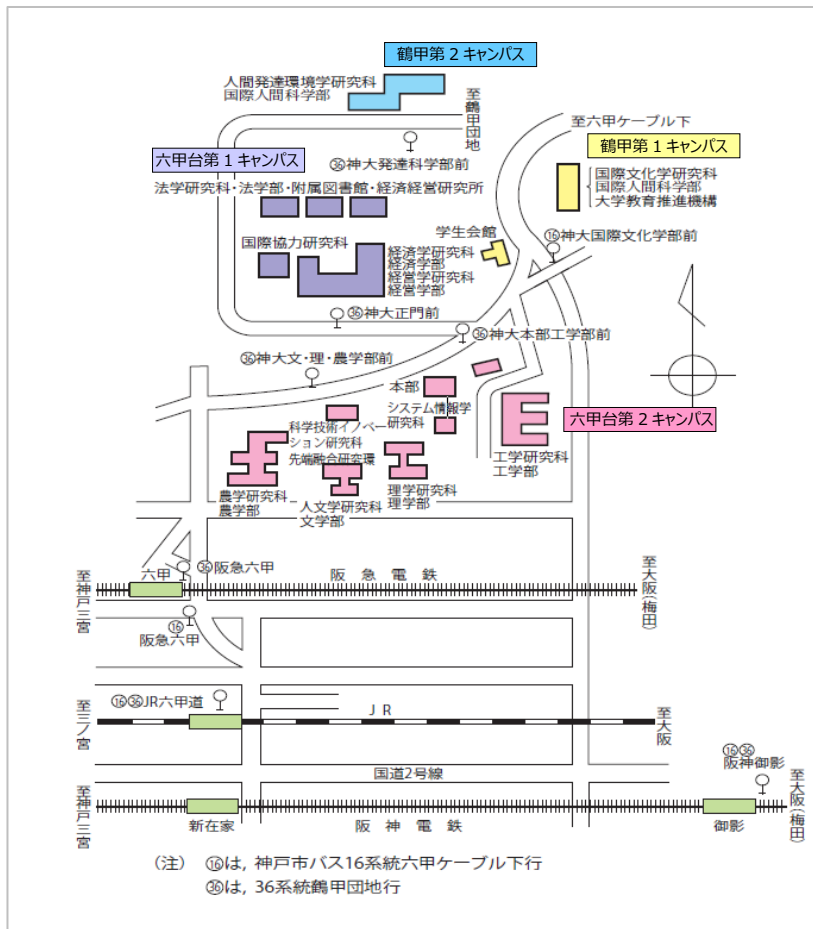 鶴甲第2キャンパス
人間発達環境学研究科
国際人間科学部
至鶴甲団地
至六甲ケーブル下
鶴甲第1キャンパス
六甲台第1キャンパス
㊱神大発達科学部前
国際文化学研究科
国際人間科学部
大学教育推進機構
法学研究科・法学部・附属図書館・経済経営研究所
学生会館
⑯神大国際文化学部前
国際協力研究科
経済学研究科
経済学部
経営学研究科
経営学部
㊱神大正門前
㊱神大本部工学部前
㊱神大文・理・農学部前
本部
システム情報学
研究科
六甲台第2キャンパス
科学技術イノベー
ション研究科
先端融合研究環
工学研究科
工学部
農学研究科
農学部
人文学研究科
文学部
理学研究科
理学部
六甲
㊱阪急六甲
阪急電鉄
至神戸三宮
至大阪(梅田)
⑯
阪急六甲
⑯㊱JR六甲道
JR
至三ノ宮
至大阪
⑯㊱
阪神御影
国道2号線
至神戸三宮
至大阪(梅田)
新在家
阪神電鉄
御影
(注) ⑯は, 神戸市バス16系統六甲ケーブル下行
㊱は, 36系統鶴甲団地行